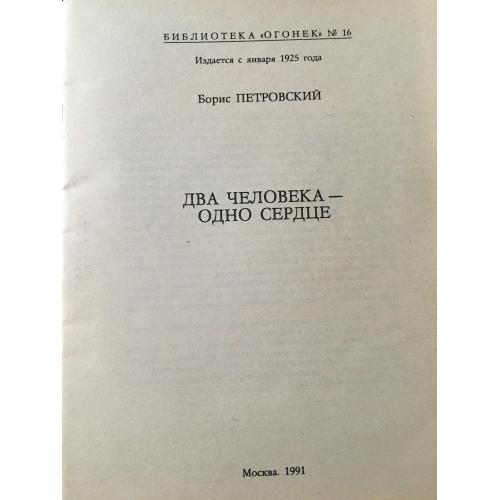 БИБЛИОТЕКА «ОГОНЕК» № 16
Издается с января 1925 года
Борис ПЕТРОВСКИЙ
ДВА ЧЕЛОВЕКА —
ОДНО СЕРДЦЕ
Москва. 1991